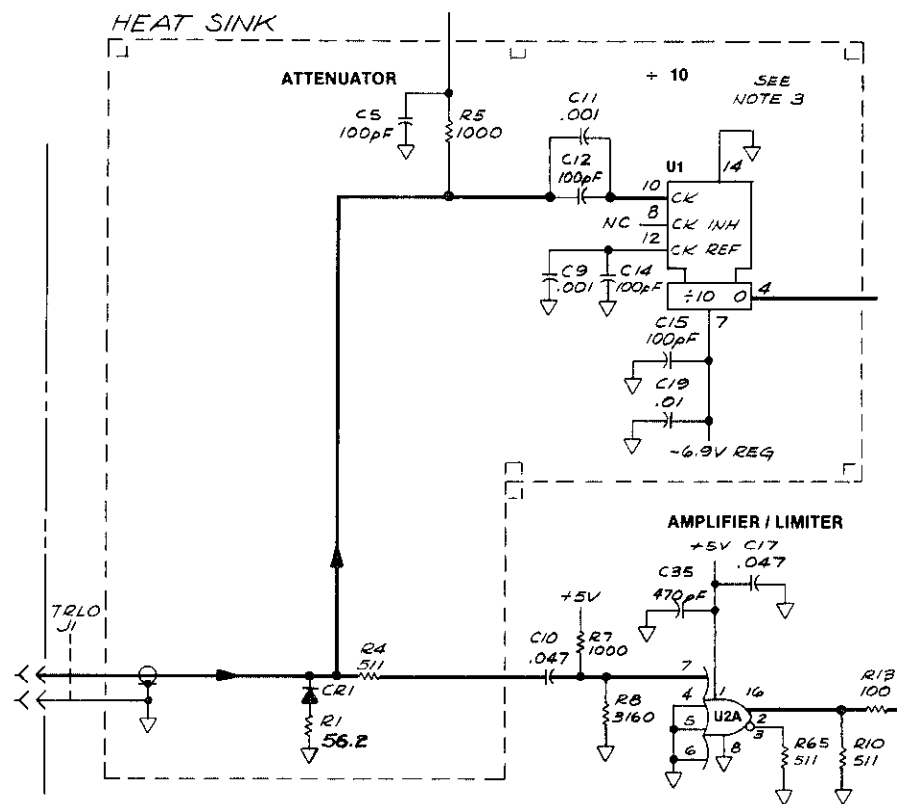 HEAT SINK
ATTENUATOR
÷ 10
SEE
NOTE 3
C5
100pF
R5
1000
C11
.001
C12
100pF
U1
14
10
CK
NC
8
CK INH
12
CK REF
C9
.001
C14
100pF
÷10 0
4
7
C15
100pF
C19
.01
-6.9V REG
AMPLIFIER / LIMITER
+5V
C17
.047
C35
470pF
TRLO
J1
+5V
R4
511
C10
.047
R7
1000
CR1
R1
56.2
R8
3160
7
4
5
6
1
16
U2A
2
3
8
R13
100
R65
511
R10
511